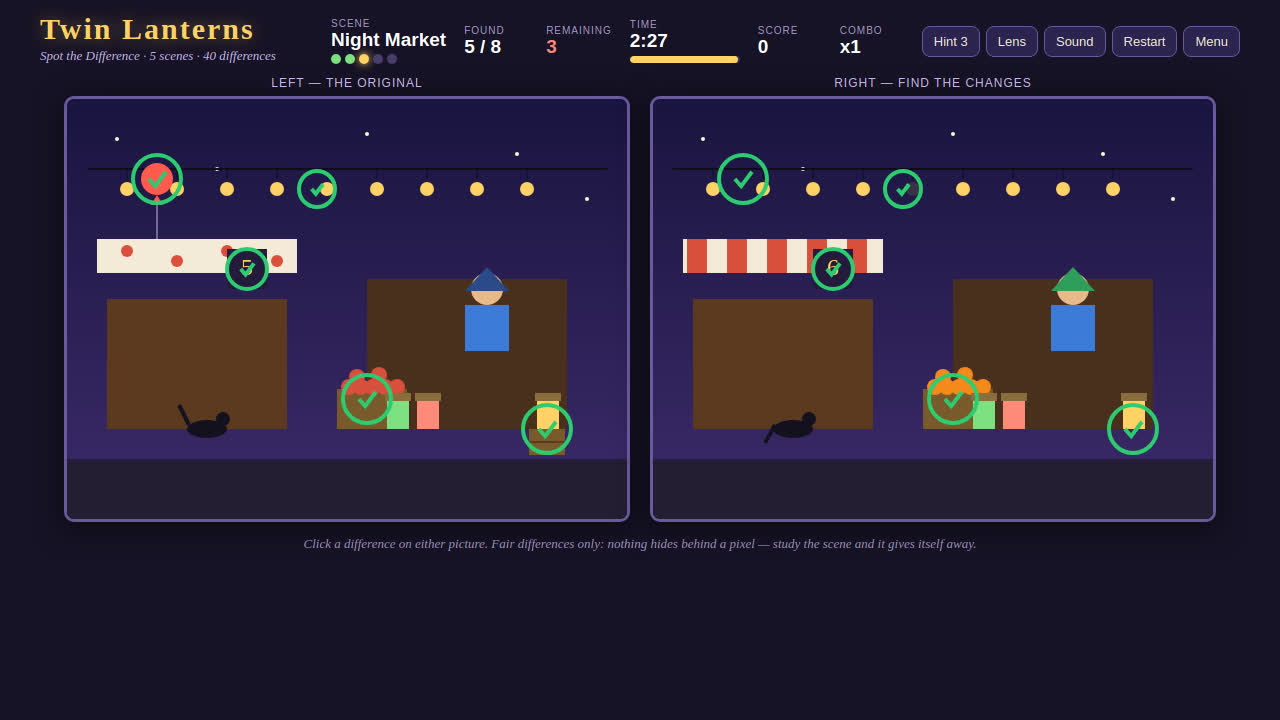 Twin Lanterns
Spot the Difference · 5 scenes · 40 differences
SCENE
Night Market
FOUND
5 / 8
REMAINING
3
TIME
2:27
SCORE
0
COMBO
x1
Hint 3
Lens
Sound
Restart
Menu
LEFT — THE ORIGINAL
RIGHT — FIND THE CHANGES
5
6
Click a difference on either picture. Fair differences only: nothing hides behind a pixel — study the scene and it gives itself away.